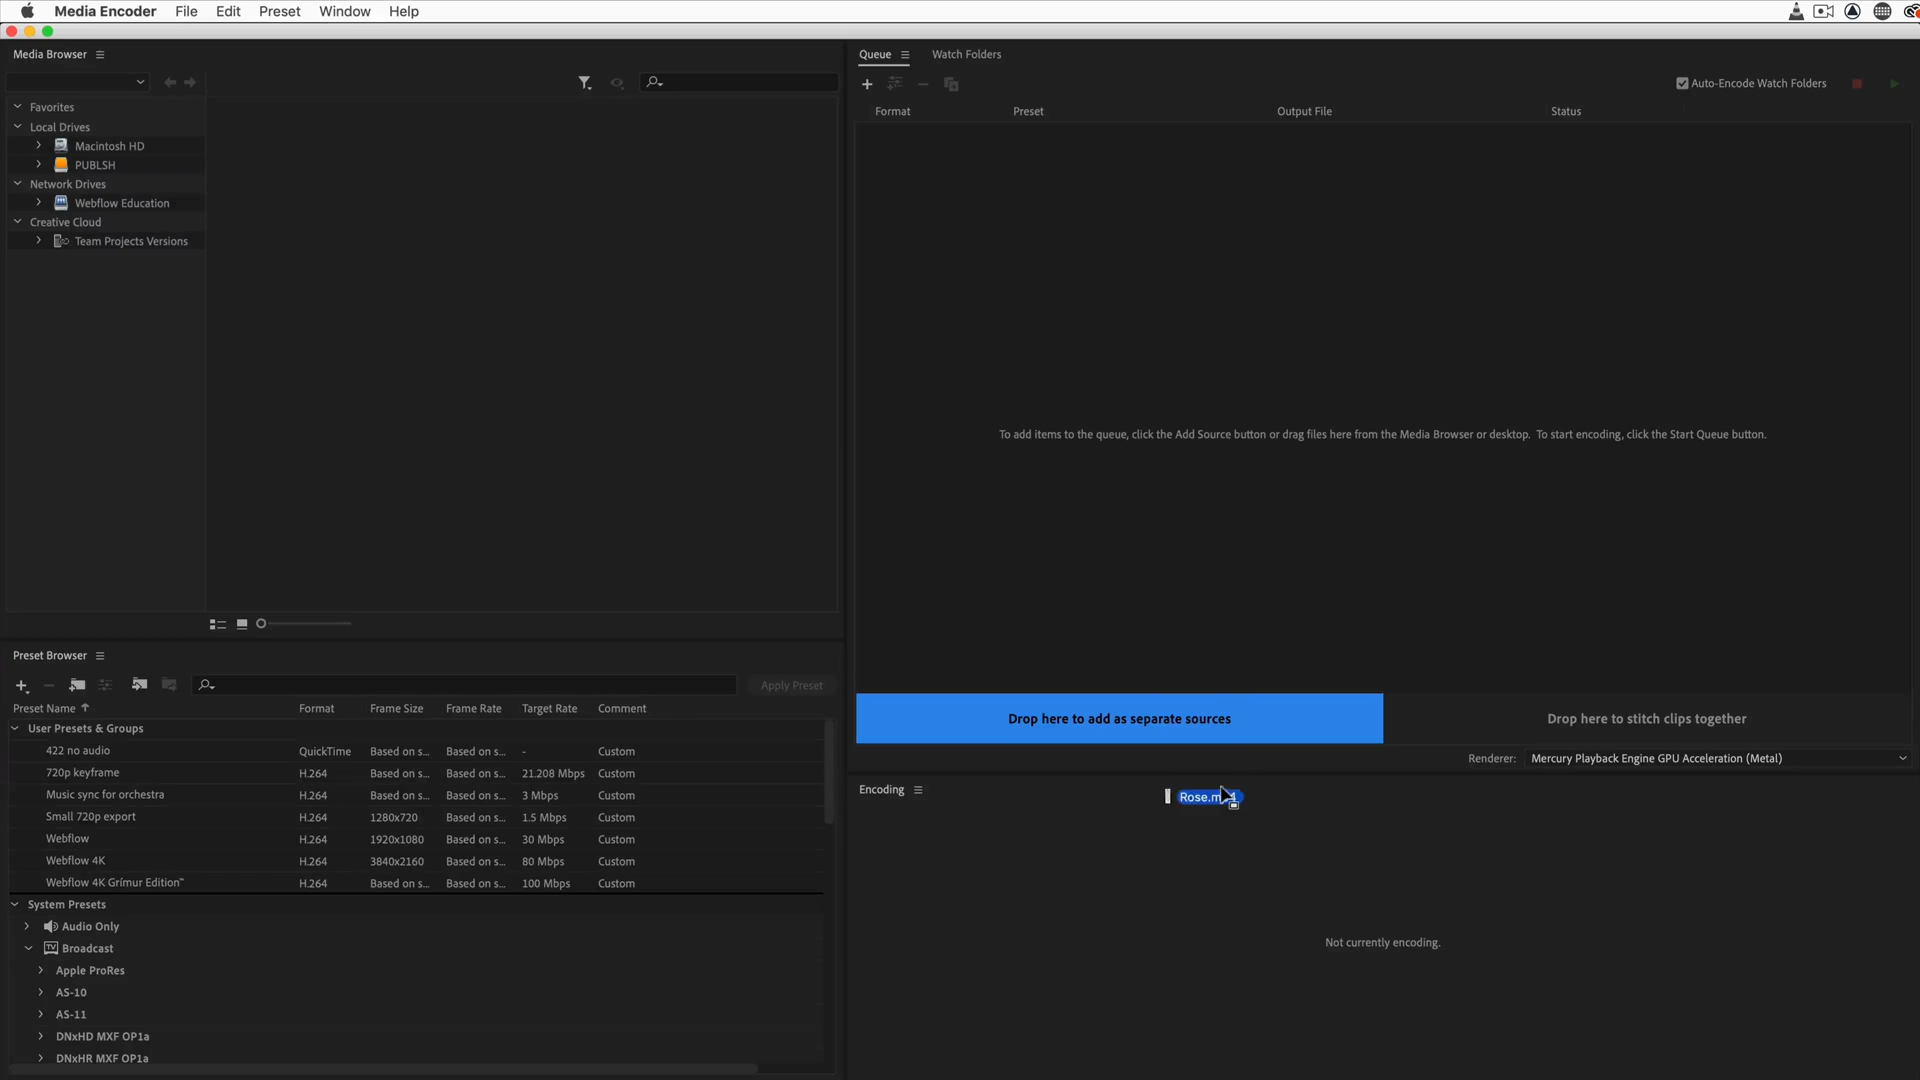 Media Encoder File Edit Preset Window Help
Media Browser
Favorites
Local Drives
Macintosh HD
PUBLSH
Network Drives
Webflow Education
Creative Cloud
Team Projects Versions
Queue Watch Folders
Auto-Encode Watch Folders
Format Preset Output File Status
To add items to the queue, click the Add Source button or drag files here from the Media Browser or desktop. To start encoding, click the Start Queue button.
Drop here to add as separate sources Drop here to stitch clips together
Renderer: Mercury Playback Engine GPU Acceleration (Metal)
Preset Browser
Apply Preset
Preset Name Format Frame Size Frame Rate Target Rate Comment
User Presets & Groups
422 no audio QuickTime Based on s... Based on s... - Custom
720p keyframe H.264 Based on s... Based on s... 21.208 Mbps Custom
Music sync for orchestra H.264 Based on s... Based on s... 3 Mbps Custom
Small 720p export H.264 1280x720 Based on s... 1.5 Mbps Custom
Webflow H.264 1920x1080 Based on s... 30 Mbps Custom
Webflow 4K H.264 3840x2160 Based on s... 80 Mbps Custom
Webflow 4K Grímur Edition™ H.264 Based on s... Based on s... 100 Mbps Custom
System Presets
Audio Only
TV Broadcast
Apple ProRes
AS-10
AS-11
DNxHD MXF OP1a
DNxHR MXF OP1a
Encoding
Not currently encoding.